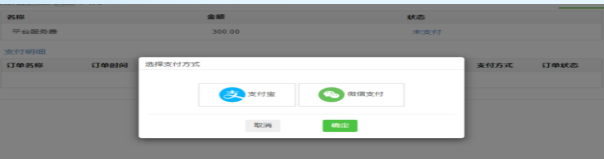 名称 金额 状态
平台服务费 300.00 未支付
支付明细
订单名称 订单时间 支付方式 订单状态
选择支付方式
支付宝 微信支付
取消 确定